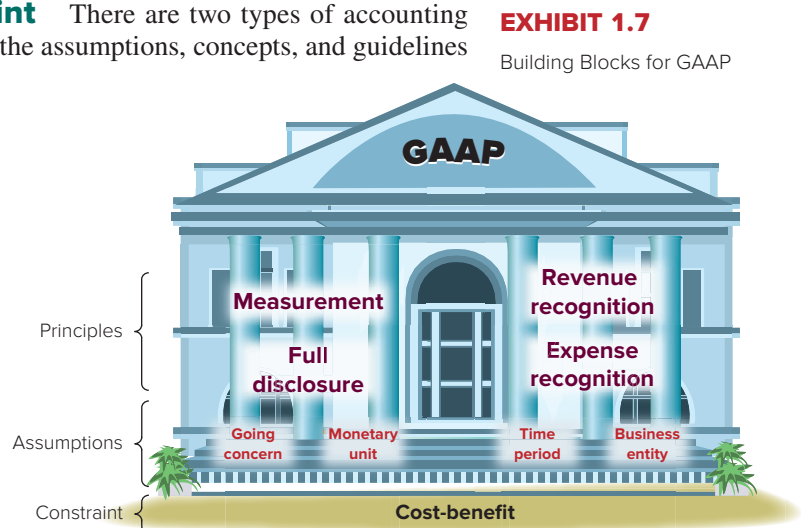 int There are two types of accounting
the assumptions, concepts, and guidelines
EXHIBIT 1.7
Building Blocks for GAAP
GAAP
Principles
Measurement
Full
disclosure
Revenue
recognition
Expense
recognition
Assumptions
Going
concern
Monetary
unit
Time
period
Business
entity
Constraint
Cost-benefit